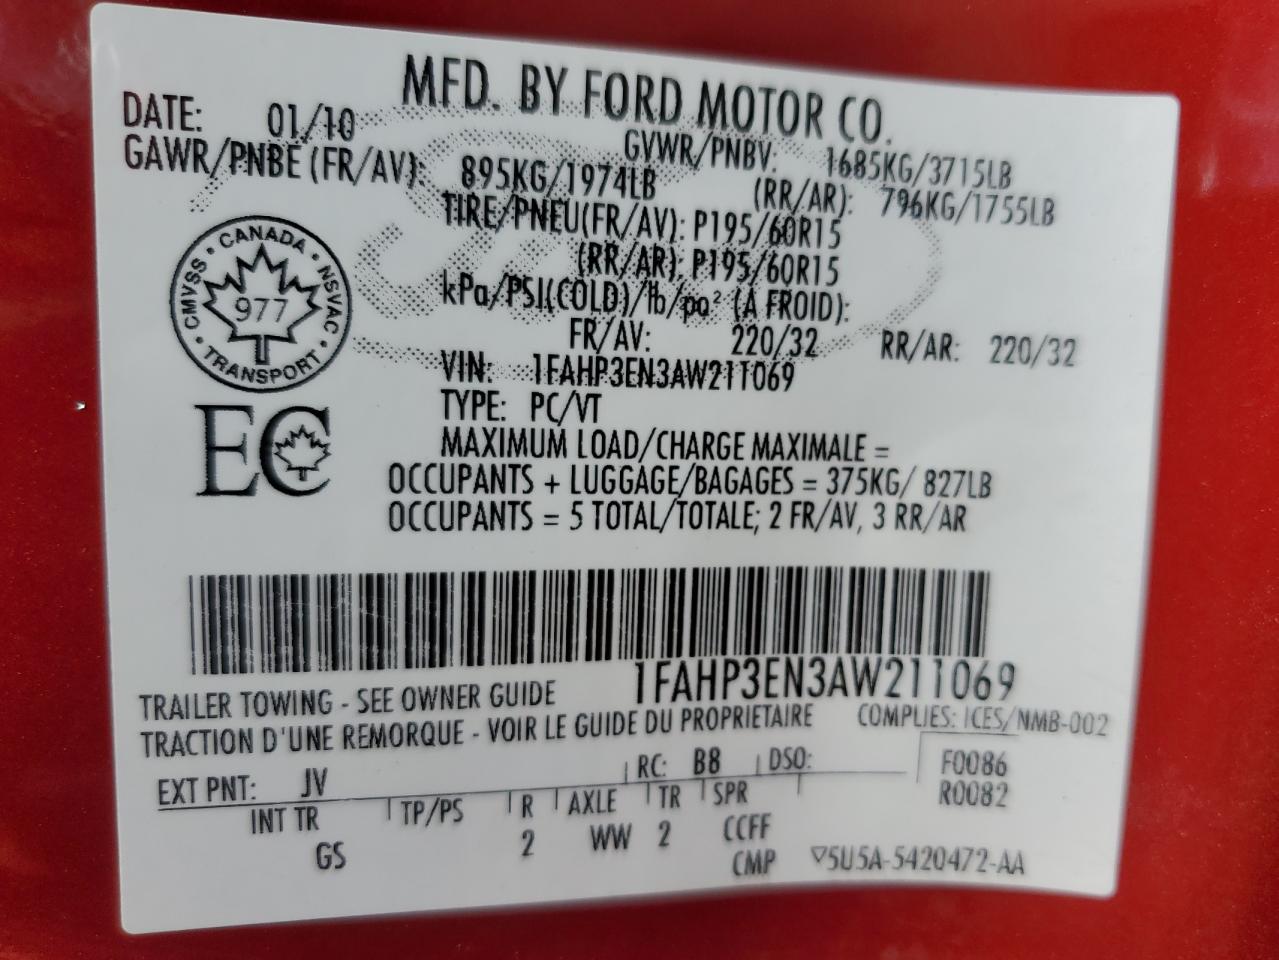 MFD. BY FORD MOTOR CO.
DATE: 01/10 GVWR/PNBV: 1685KG/3715LB
GAWR/PNBE (FR/AV): 895KG/1974LB (RR/AR): 796KG/1755LB
TIRE/PNEU(FR/AV): P195/60R15
(RR/AR): P195/60R15
kPa/PSI(COLD)/lb/po² (A FROID):
FR/AV: 220/32 RR/AR: 220/32
VIN: 1FAHP3EN3AW211069
TYPE: PC/VT
MAXIMUM LOAD/CHARGE MAXIMALE =
OCCUPANTS + LUGGAGE/BAGAGES = 375KG/ 827LB
OCCUPANTS = 5 TOTAL/TOTALE; 2 FR/AV, 3 RR/AR
CMVSS • CANADA • NSVAC • TRANSPORT •
977
EC
1FAHP3EN3AW211069
TRAILER TOWING - SEE OWNER GUIDE
TRACTION D'UNE REMORQUE - VOIR LE GUIDE DU PROPRIETAIRE
COMPLIES: ICES/NMB-002
EXT PNT: JV RC: B8 DSO: F0086
R0082
INT TR TP/PS R AXLE TR SPR
GS 2 WW 2 CCFF
CMP ▽5U5A-5420472-AA